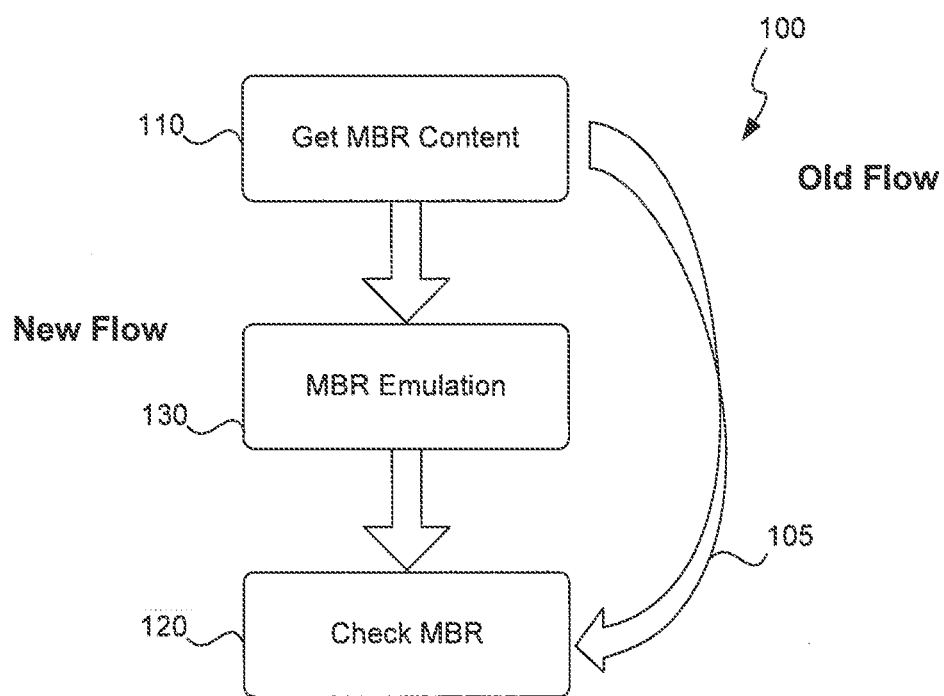 100
110
Get MBR Content
Old Flow
New Flow
MBR Emulation
130
105
120
Check MBR